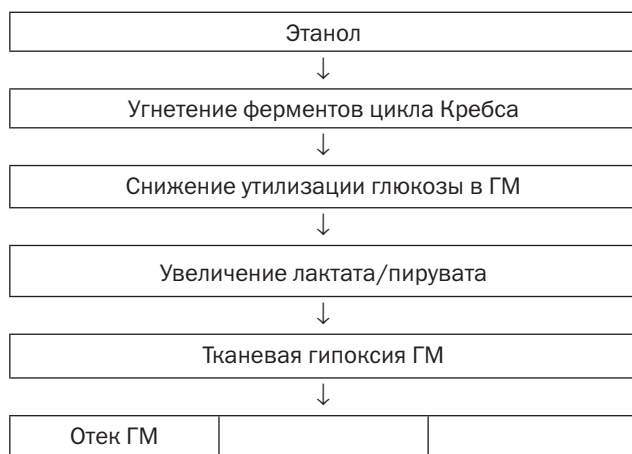 Этанол
↓
Угнетение ферментов цикла Кребса
↓
Снижение утилизации глюкозы в ГМ
↓
Увеличение лактата/пирувата
↓
Тканевая гипоксия ГМ
↓
Отек ГМ